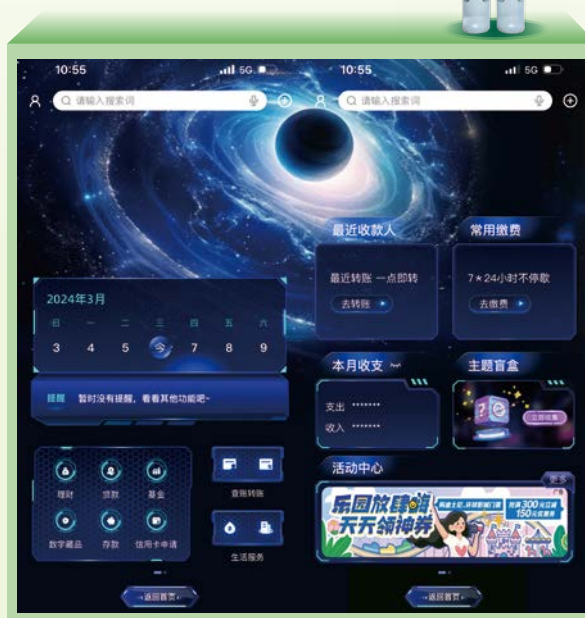 10:55
5G
请输入搜索词
2024年3月
日 一 二 三 四 五 六
3 4 5 今 7 8 9
提醒 暂时没有提醒，看看其他功能吧~
理财 贷款 基金
数字藏品 存款 信用卡申请
查账转账
生活服务
返回首页
10:55
5G
请输入搜索词
最近收款人
最近转账 一点即转
去转账
常用缴费
7*24小时不停歇
去缴费
本月收支
支出 *******
收入 *******
主题盲盒
立即收集
活动中心
更多
乐园放肆嗨
天天领神券
返回首页